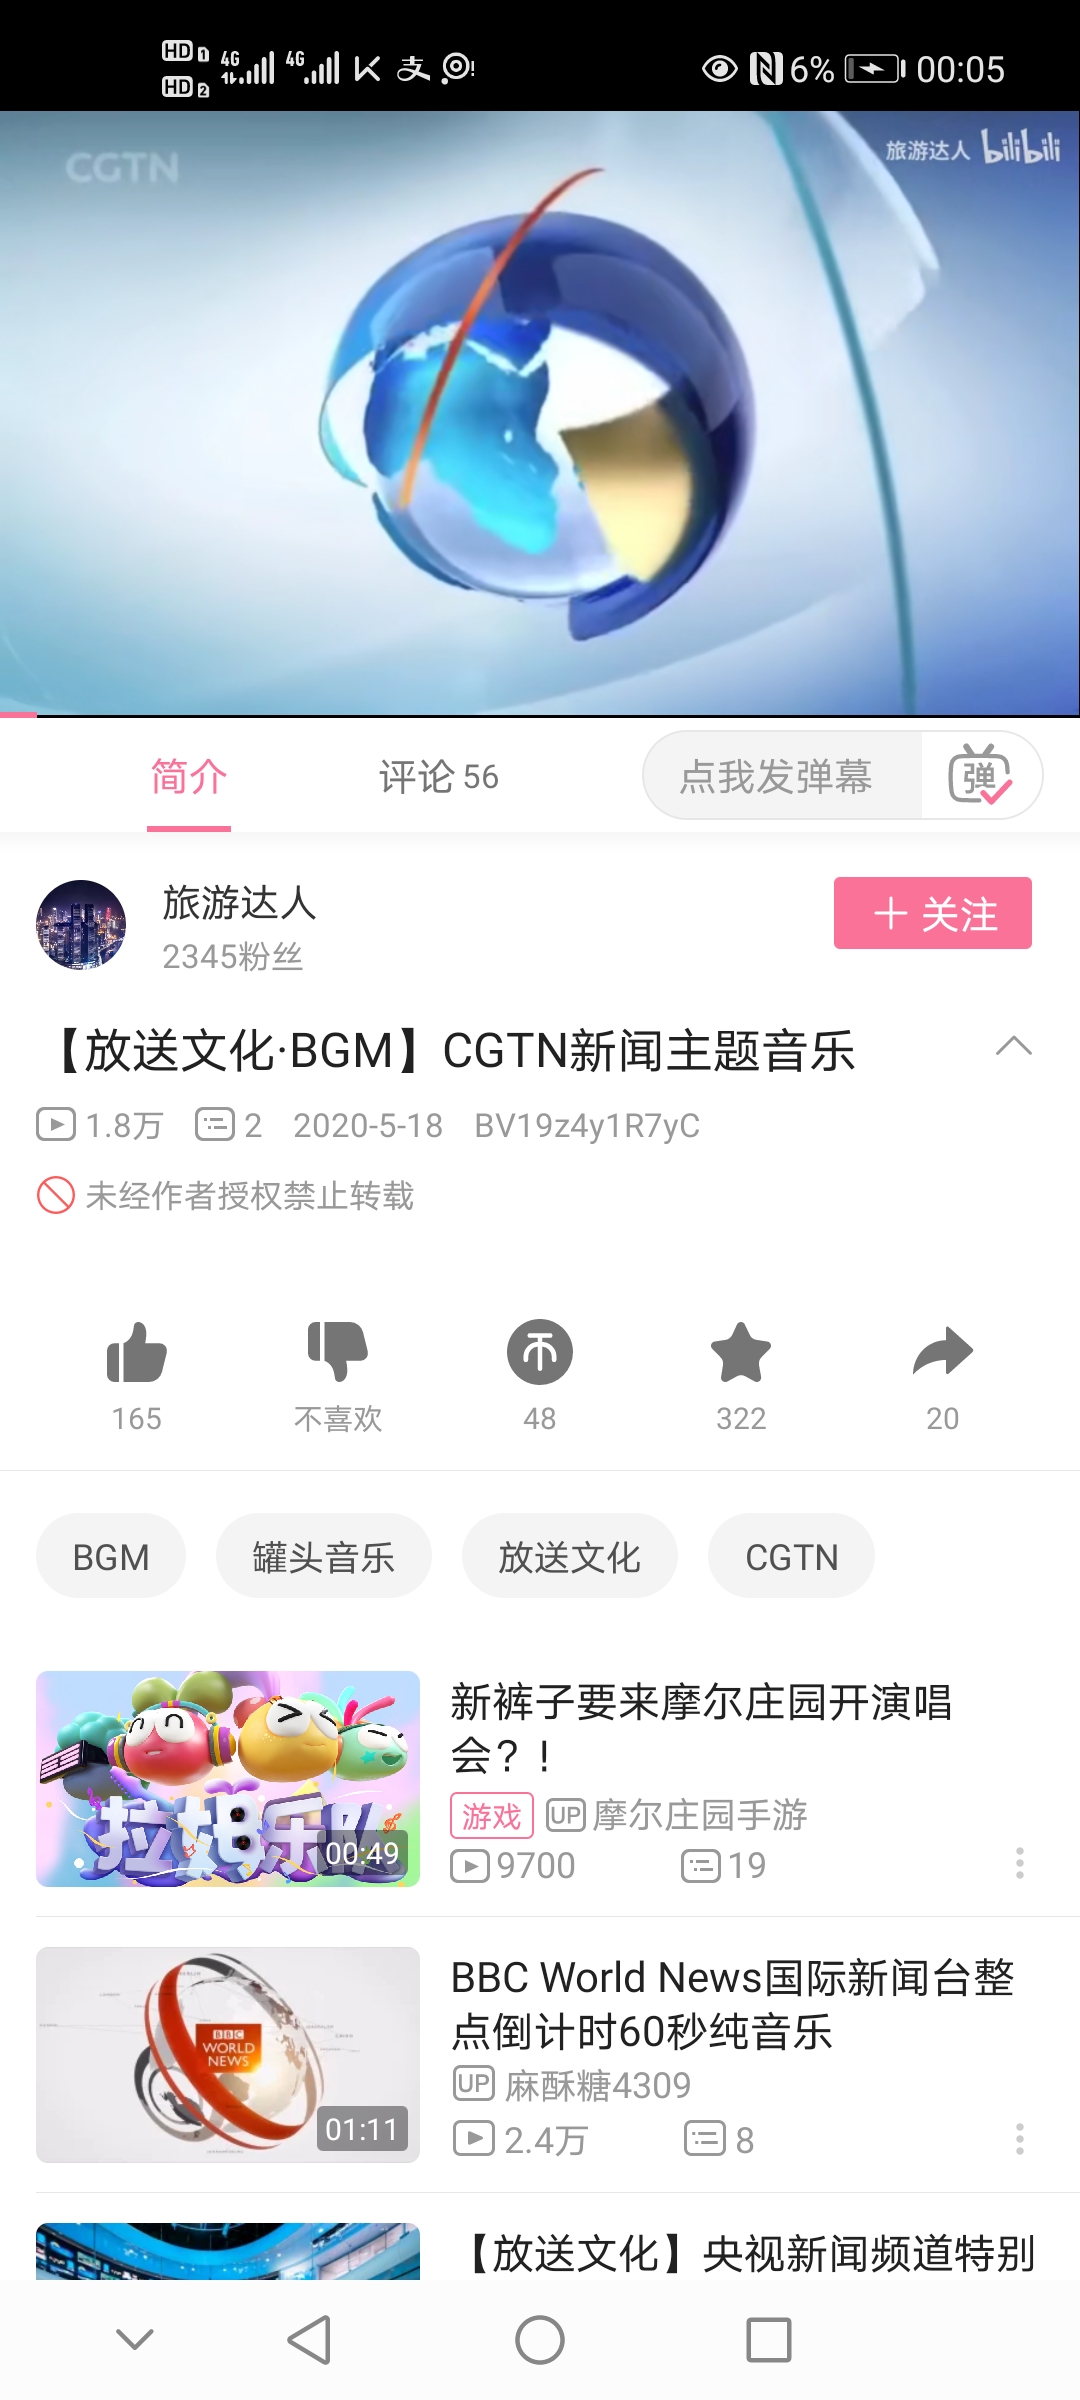 HD 1 4G 4G 6% 00:05
HD 2
CGTN 旅游达人 bilibili
简介 评论 56 点我发弹幕 弹
旅游达人
2345粉丝
关注
【放送文化·BGM】CGTN新闻主题音乐
1.8万 2 2020-5-18 BV19z4y1R7yC
未经作者授权禁止转载
165 不喜欢 48 322 20
BGM 罐头音乐 放送文化 CGTN
拉姆乐队
00:49
新裤子要来摩尔庄园开演唱
会？!
游戏 UP 摩尔庄园手游
9700 19
BBC
WORLD
NEWS
01:11
BBC World News国际新闻台整
点倒计时60秒纯音乐
UP 麻酥糖4309
2.4万 8
【放送文化】央视新闻频道特别